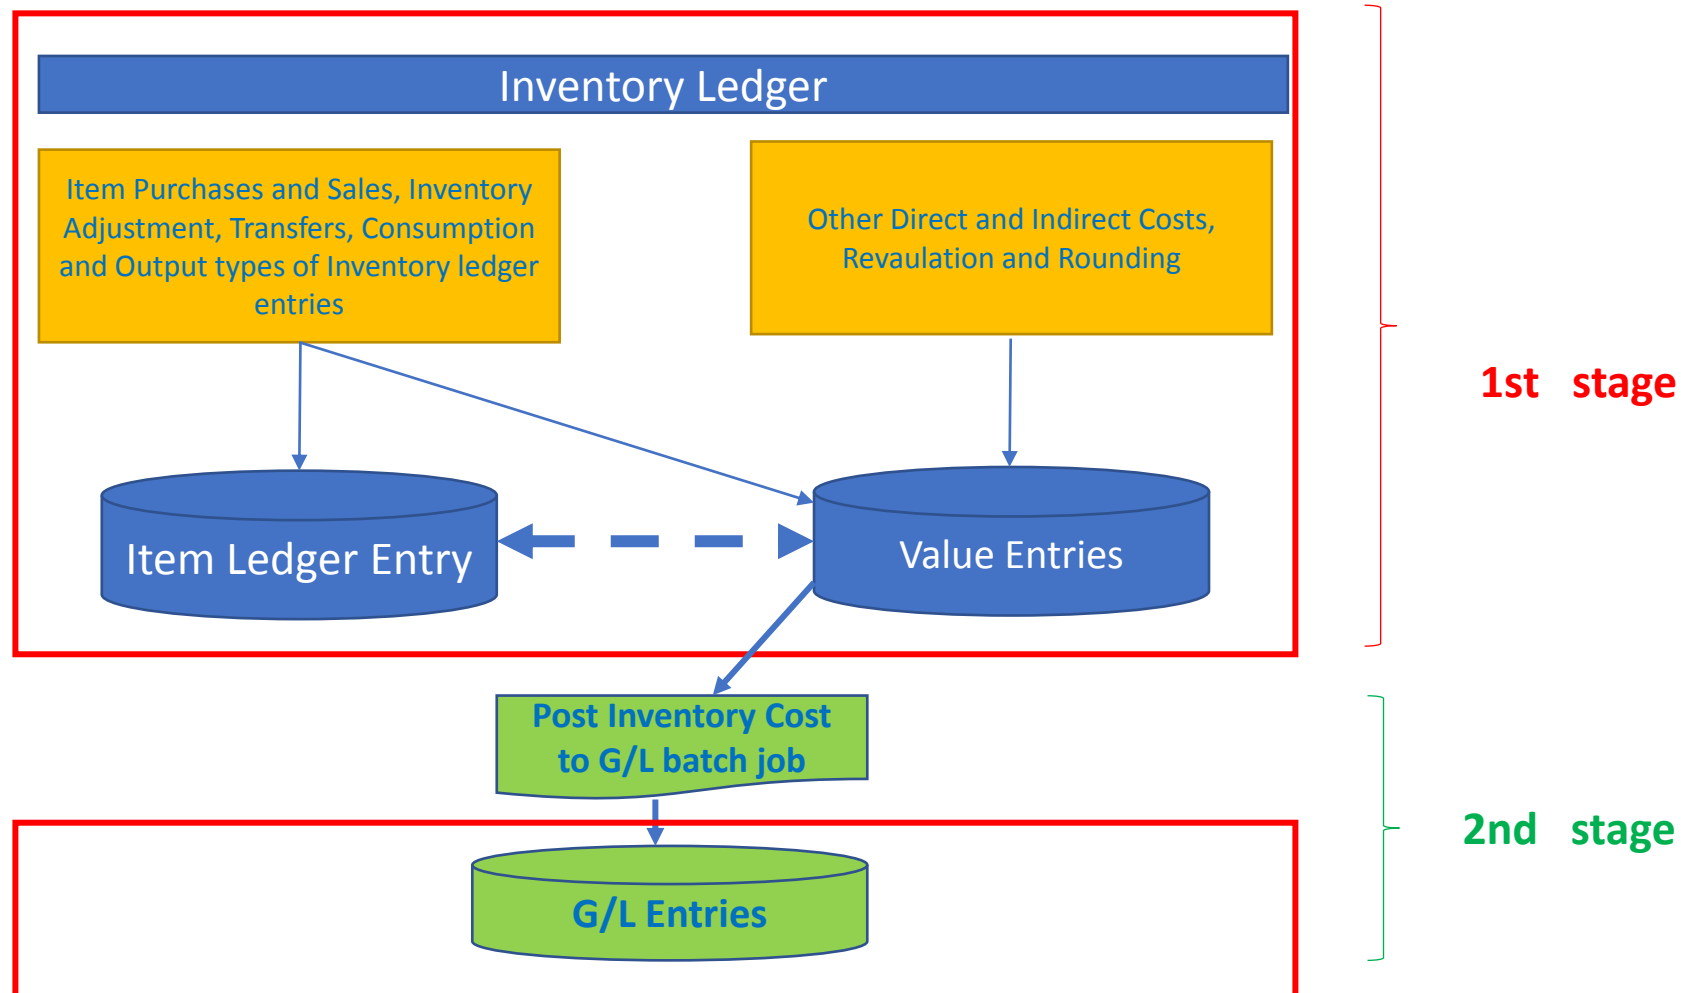 Inventory Ledger
Item Purchases and Sales, Inventory
Adjustment, Transfers, Consumption
and Output types of Inventory ledger
entries
Other Direct and Indirect Costs,
Revaulation and Rounding
1st stage
Item Ledger Entry
Value Entries
Post Inventory Cost
to G/L batch job
2nd stage
G/L Entries